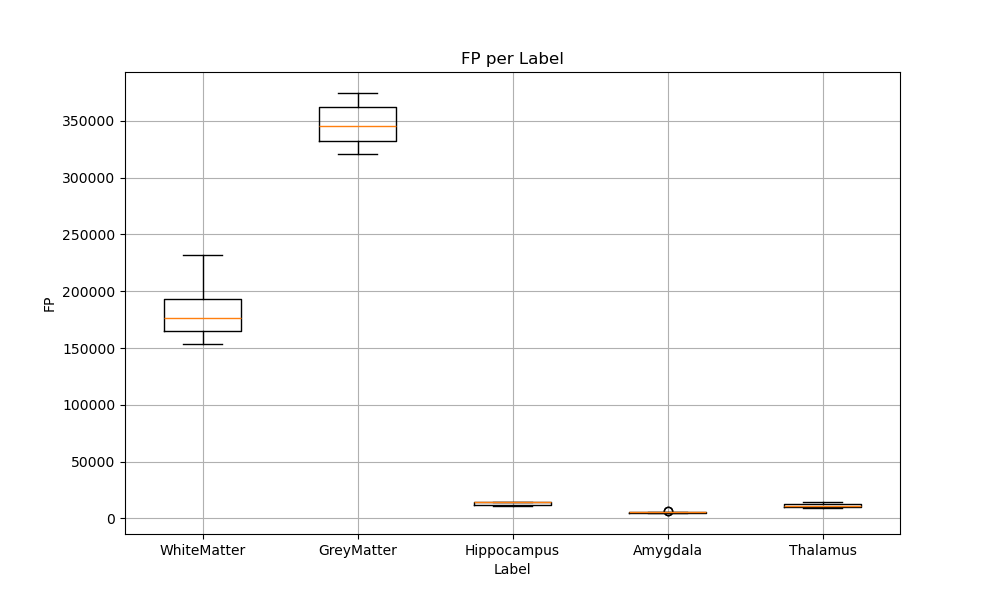 FP per Label
350000
300000
250000
200000
150000
100000
50000
0
FP
WhiteMatter GreyMatter Hippocampus Amygdala Thalamus
Label